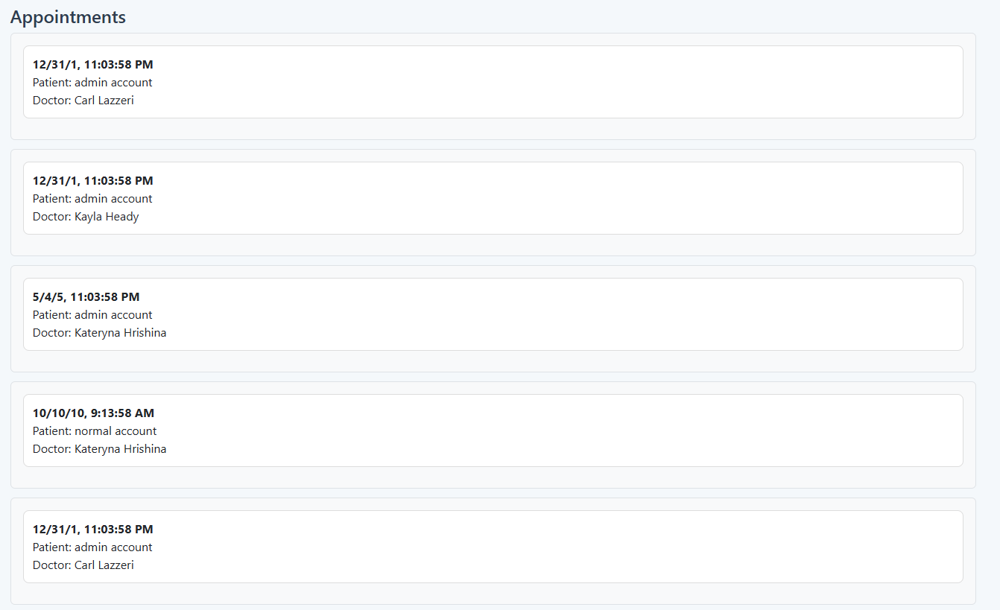 Appointments
12/31/1, 11:03:58 PM
Patient: admin account
Doctor: Carl Lazzeri
12/31/1, 11:03:58 PM
Patient: admin account
Doctor: Kayla Heady
5/4/5, 11:03:58 PM
Patient: admin account
Doctor: Kateryna Hrishina
10/10/10, 9:13:58 AM
Patient: normal account
Doctor: Kateryna Hrishina
12/31/1, 11:03:58 PM
Patient: admin account
Doctor: Carl Lazzeri